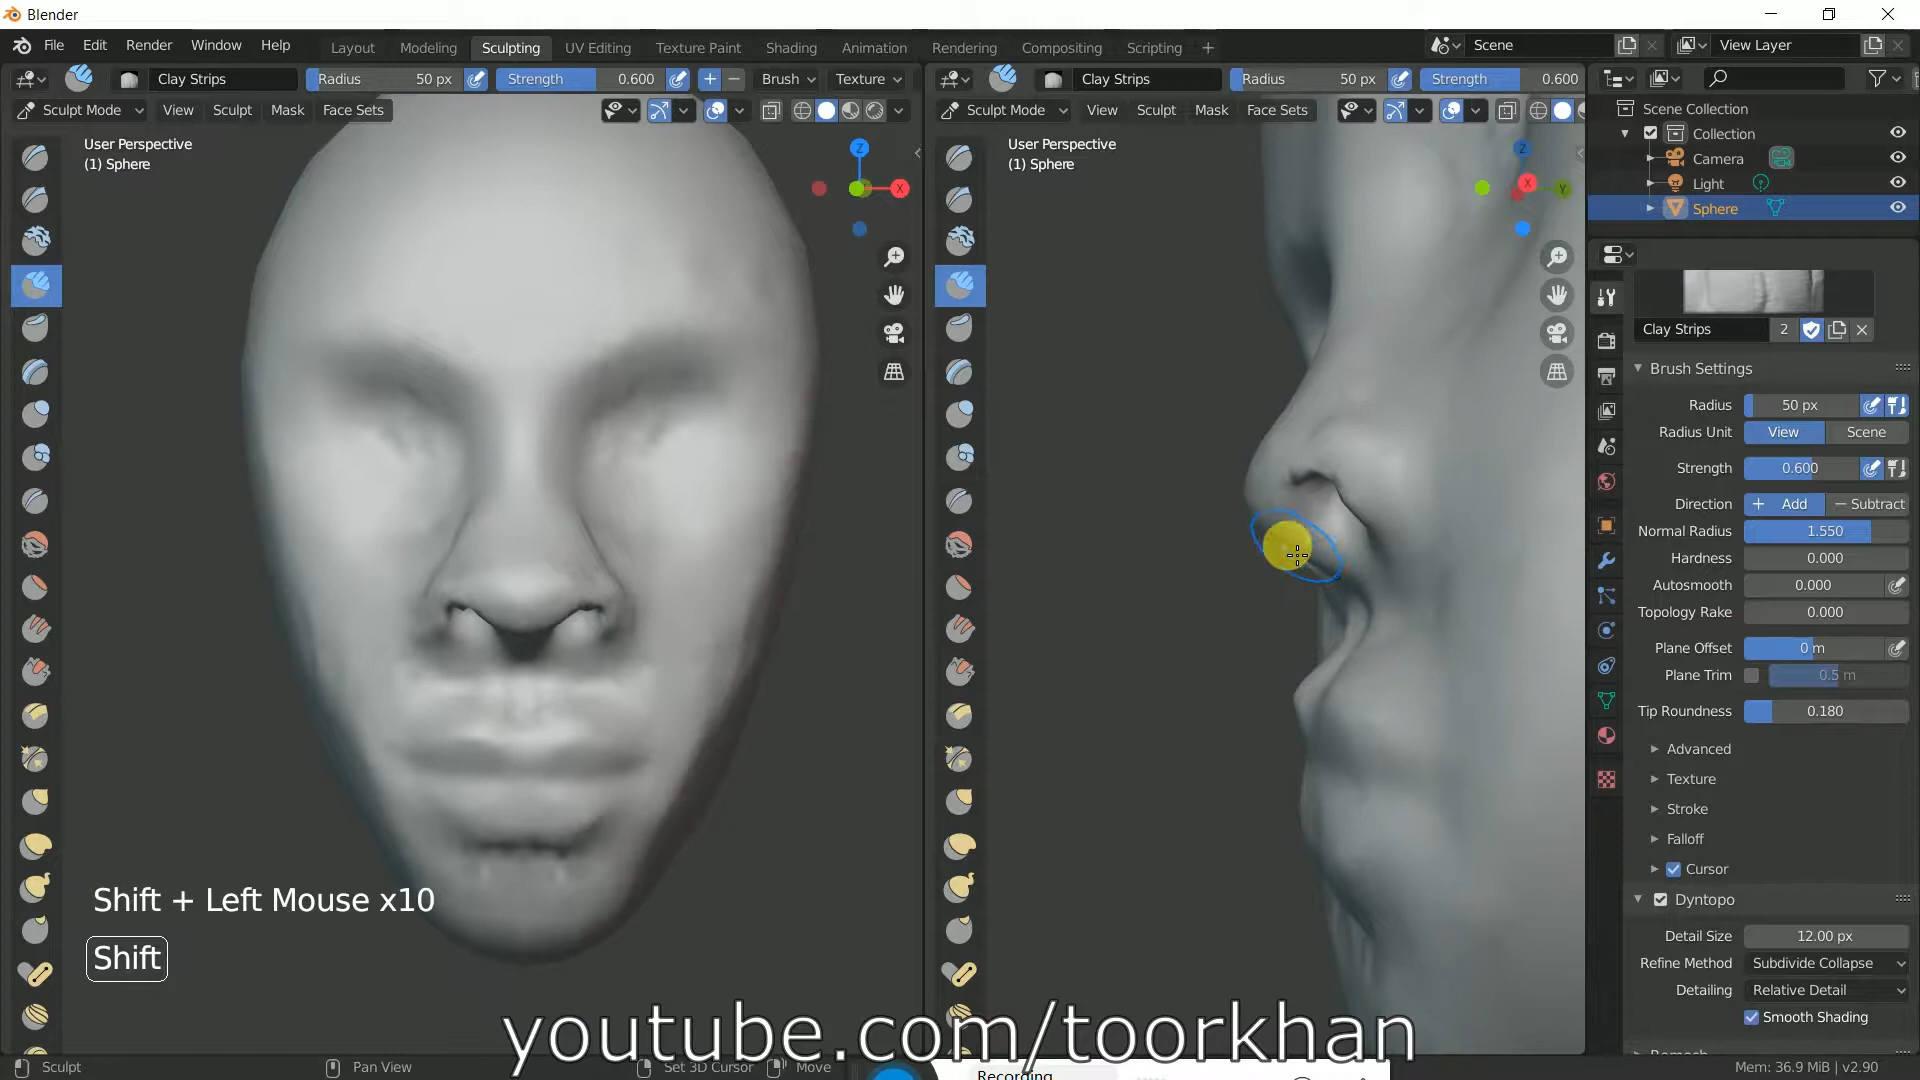 Blender
File Edit Render Window Help Layout Modeling Sculpting UV Editing Texture Paint Shading Animation Rendering Compositing Scripting + Scene View Layer
Clay Strips Radius 50 px Strength 0.600 Brush Texture
Clay Strips Radius 50 px Strength 0.600
Sculpt Mode View Sculpt Mask Face Sets
Sculpt Mode View Sculpt Mask Face Sets
User Perspective
(1) Sphere
User Perspective
(1) Sphere
Z
X
Z
X
Y
Scene Collection
Collection
Camera
Light
Sphere
Clay Strips 2
Brush Settings
Radius 50 px
Radius Unit View Scene
Strength 0.600
Direction + Add − Subtract
Normal Radius 1.550
Hardness 0.000
Autosmooth 0.000
Topology Rake 0.000
Plane Offset 0 m
Plane Trim 0.5 m
Tip Roundness 0.180
Advanced
Texture
Stroke
Falloff
Cursor
Dyntopo
Detail Size 12.00 px
Refine Method Subdivide Collapse
Detailing Relative Detail
Smooth Shading
Shift + Left Mouse x10
Shift
youtube.com/toorkhan
Sculpt Pan View Set 3D Cursor Move
Recording
Mem: 36.9 MiB | v2.90